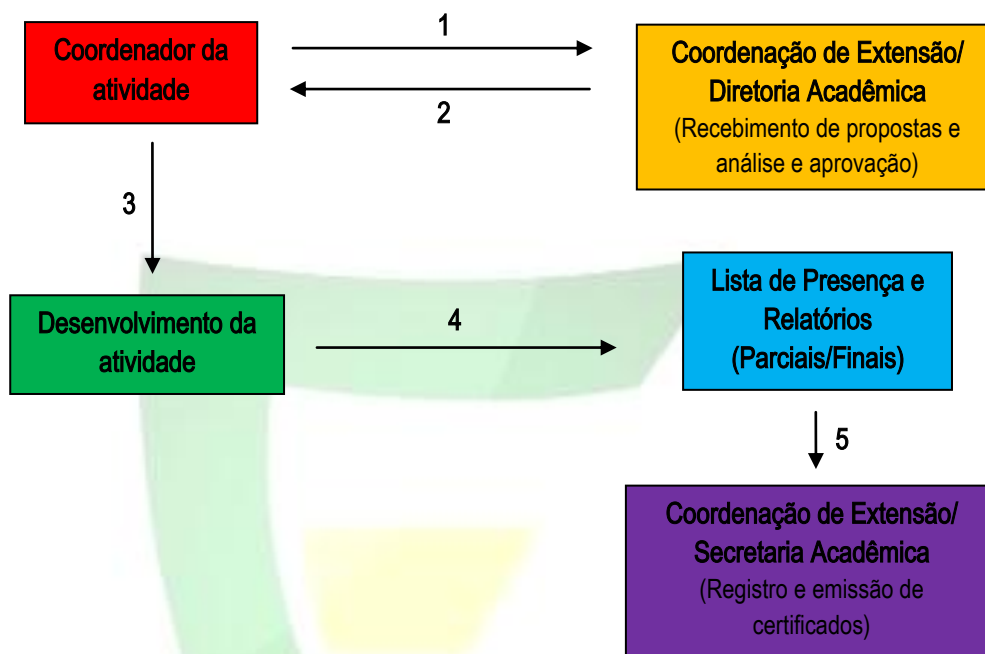 1
Coordenador da
atividade
Coordenação de Extensão/
Diretoria Acadêmica
(Recebimento de propostas e
análise e aprovação)
2
3
Desenvolvimento da
atividade
4
Lista de Presença e
Relatórios
(Parciais/Finais)
5
Coordenação de Extensão/
Secretaria Acadêmica
(Registro e emissão de
certificados)